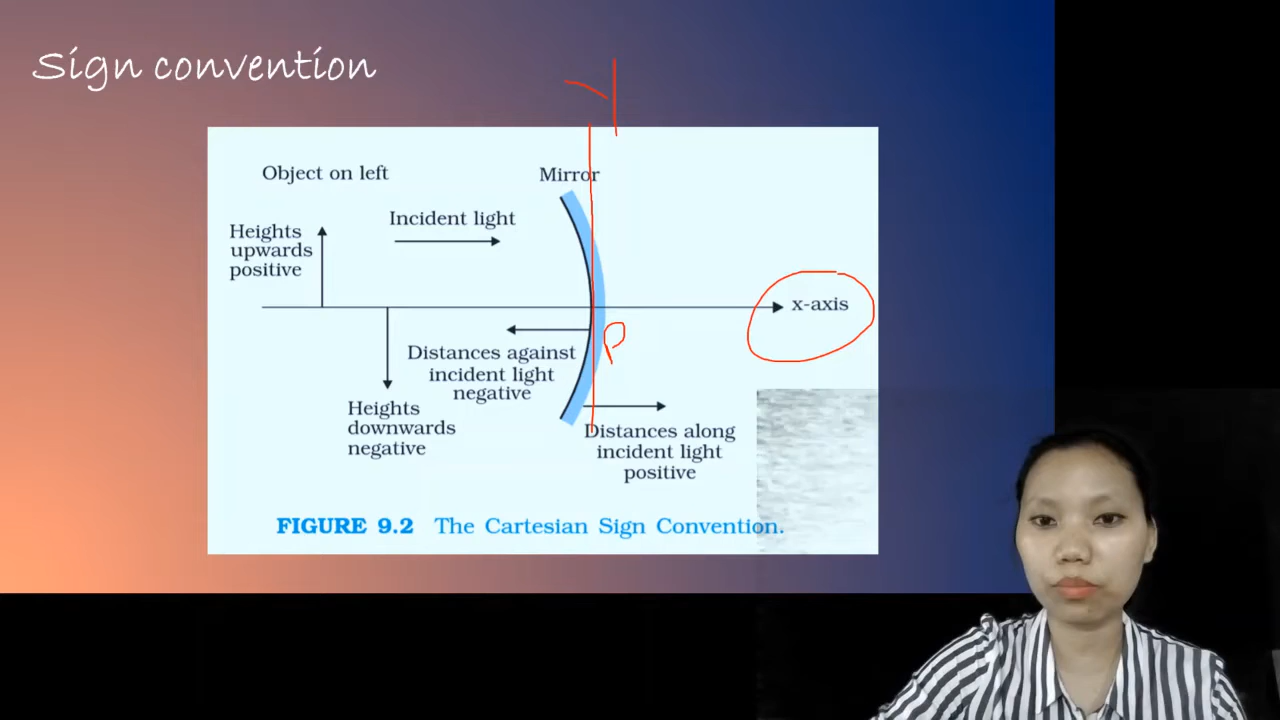 Sign convention
Object on left
Mirror
Incident light
Heights
upwards
positive
x-axis
P
Distances against
incident light
negative
Heights
downwards
negative
Distances along
incident light
positive
FIGURE 9.2 The Cartesian Sign Convention.